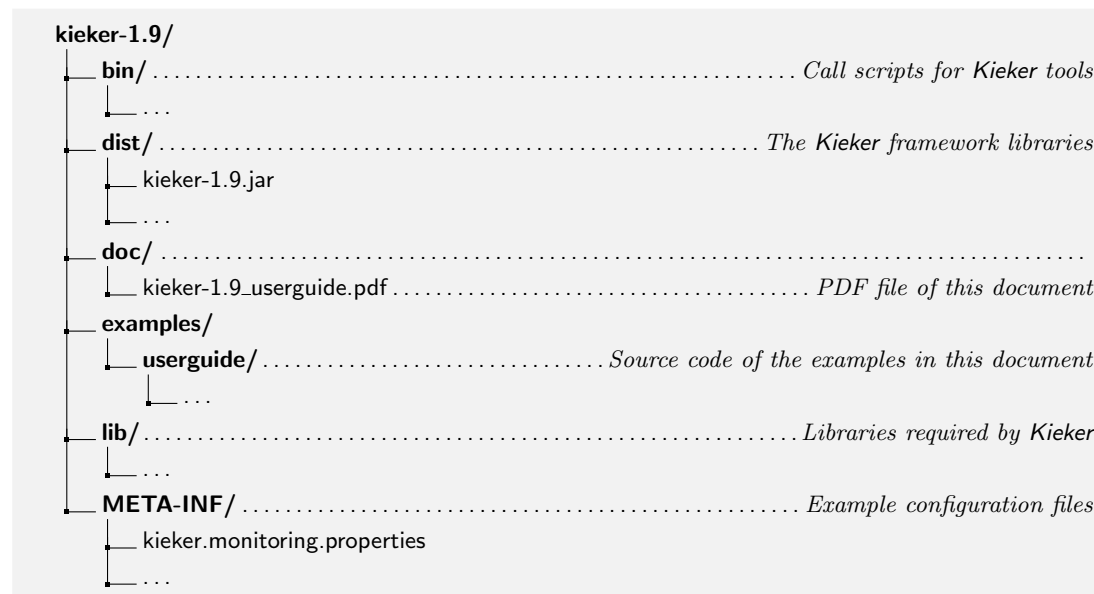 kieker-1.9/
bin/ . . . . . . . . . . . . . . . . . . . . . . . . . . . . . . . . . . . . . . . . . . . . . . . . . . . . . . . . . . . . Call scripts for Kieker tools
. . .
dist/ . . . . . . . . . . . . . . . . . . . . . . . . . . . . . . . . . . . . . . . . . . . . . . . . . . . . . . . . . The Kieker framework libraries
kieker-1.9.jar
. . .
doc/ . . . . . . . . . . . . . . . . . . . . . . . . . . . . . . . . . . . . . . . . . . . . . . . . . . . . . . . . . . . . . . . . . . . . . . . . . . . . . . . . . . . .
kieker-1.9_userguide.pdf . . . . . . . . . . . . . . . . . . . . . . . . . . . . . . . . . . . . . . . PDF file of this document
examples/
userguide/ . . . . . . . . . . . . . . . . . . . . . . . . . . . . . . . . Source code of the examples in this document
. . .
lib/ . . . . . . . . . . . . . . . . . . . . . . . . . . . . . . . . . . . . . . . . . . . . . . . . . . . . . . . . . . . . . Libraries required by Kieker
. . .
META-INF/ . . . . . . . . . . . . . . . . . . . . . . . . . . . . . . . . . . . . . . . . . . . . . . . . . . . . Example configuration files
kieker.monitoring.properties
. . .